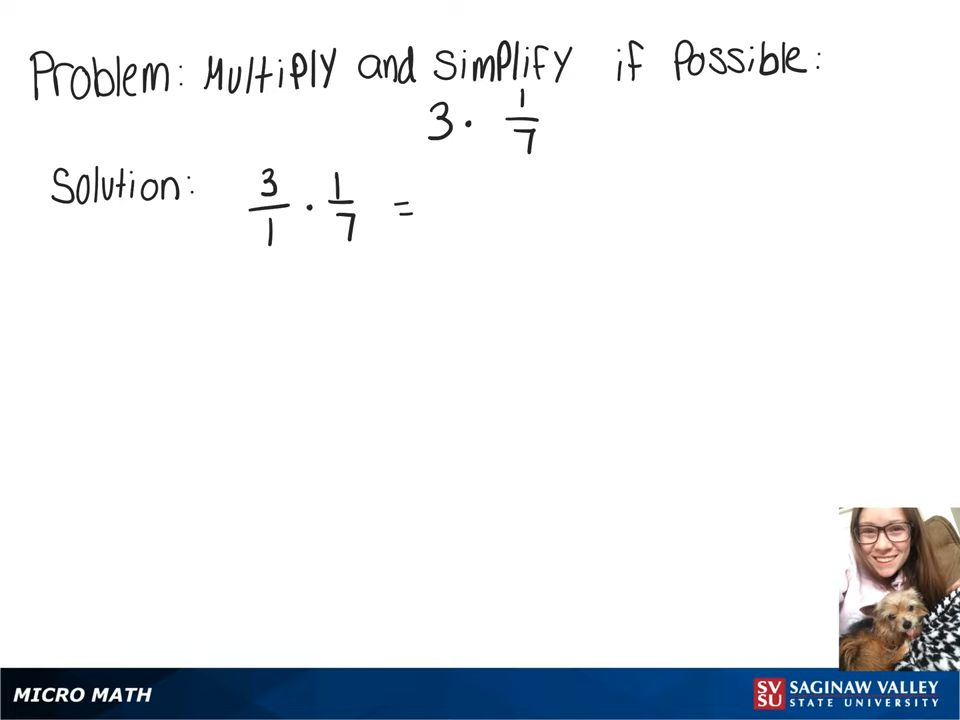 Problem: Multiply and simplify if possible:
3 · 1/7
Solution: 3/1 · 1/7 =
MICRO MATH
SV SU SAGINAW VALLEY
STATE UNIVERSITY